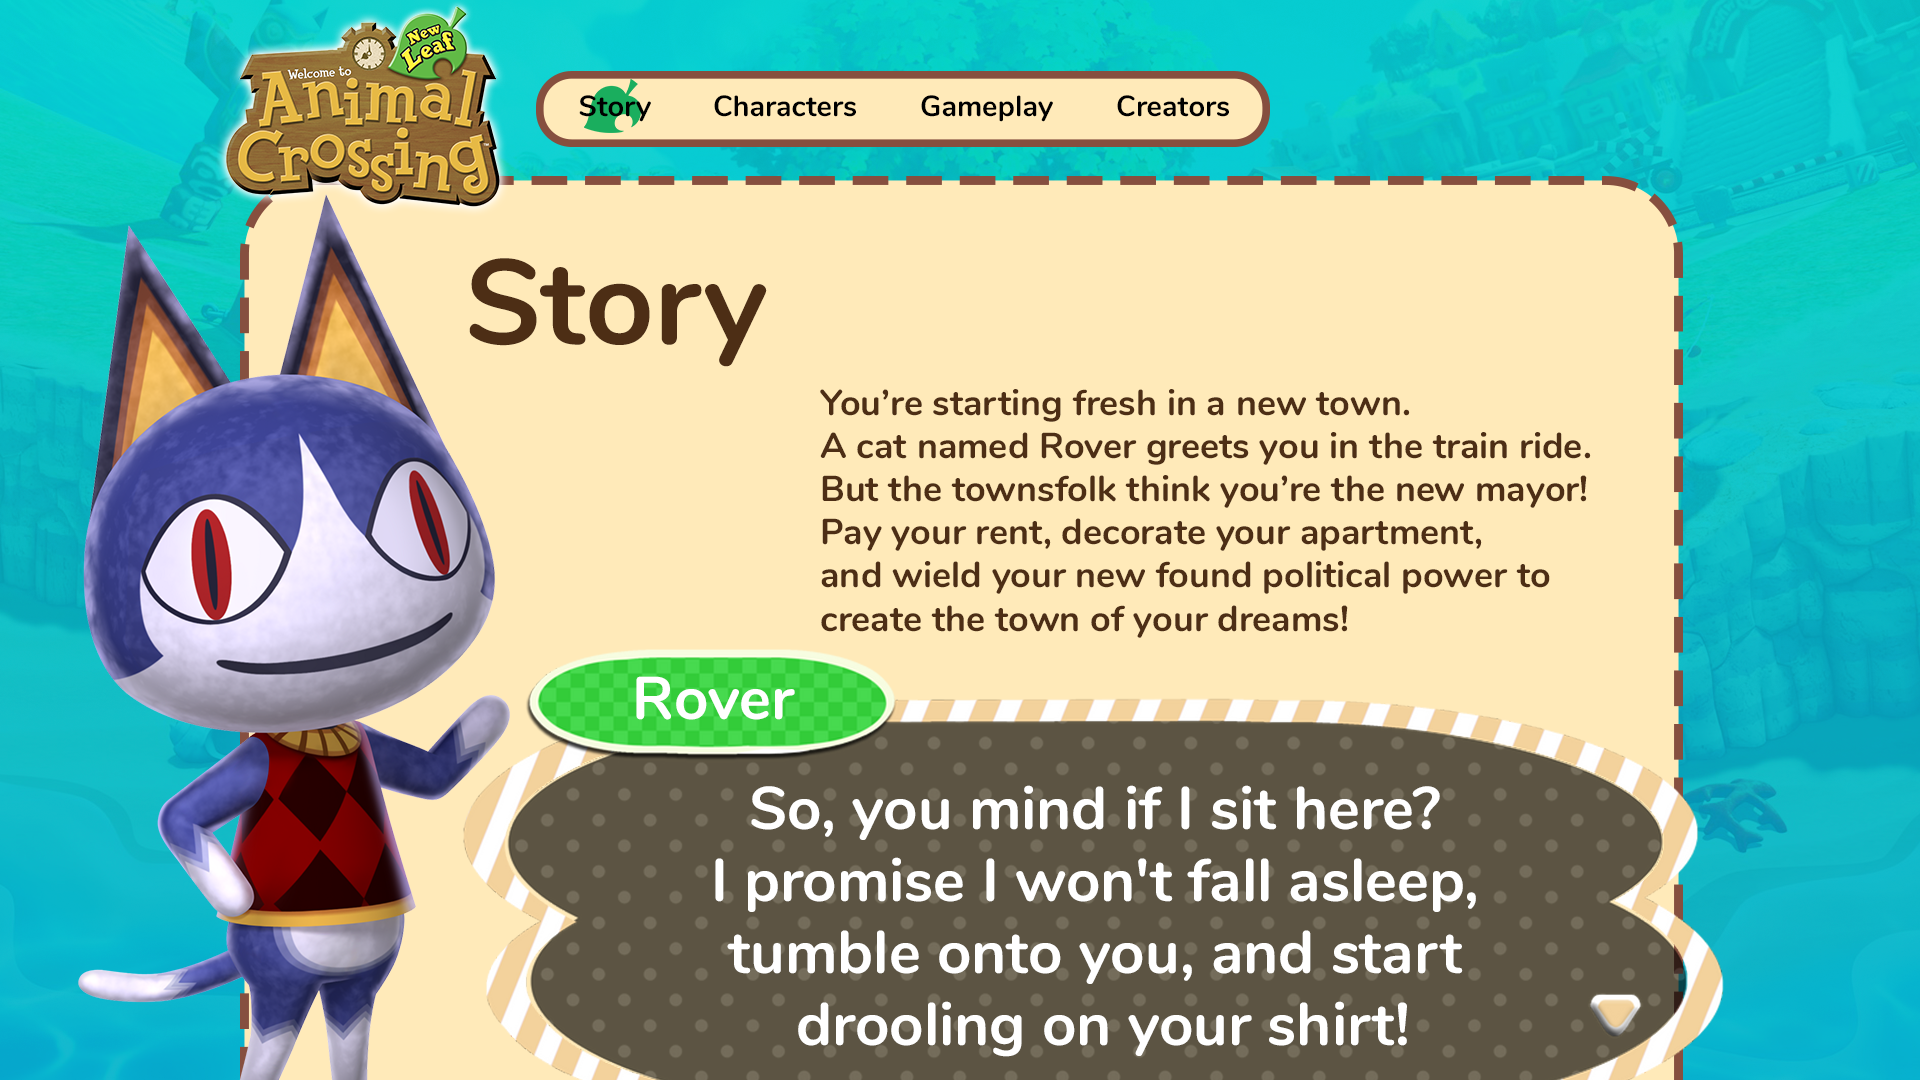 New
Leaf
Welcome to
Animal
Crossing
Story
Characters
Gameplay
Creators
Story
You’re starting fresh in a new town.
A cat named Rover greets you in the train ride.
But the townsfolk think you’re the new mayor!
Pay your rent, decorate your apartment,
and wield your new found political power to
create the town of your dreams!
Rover
So, you mind if I sit here?
I promise I won't fall asleep,
tumble onto you, and start
drooling on your shirt!